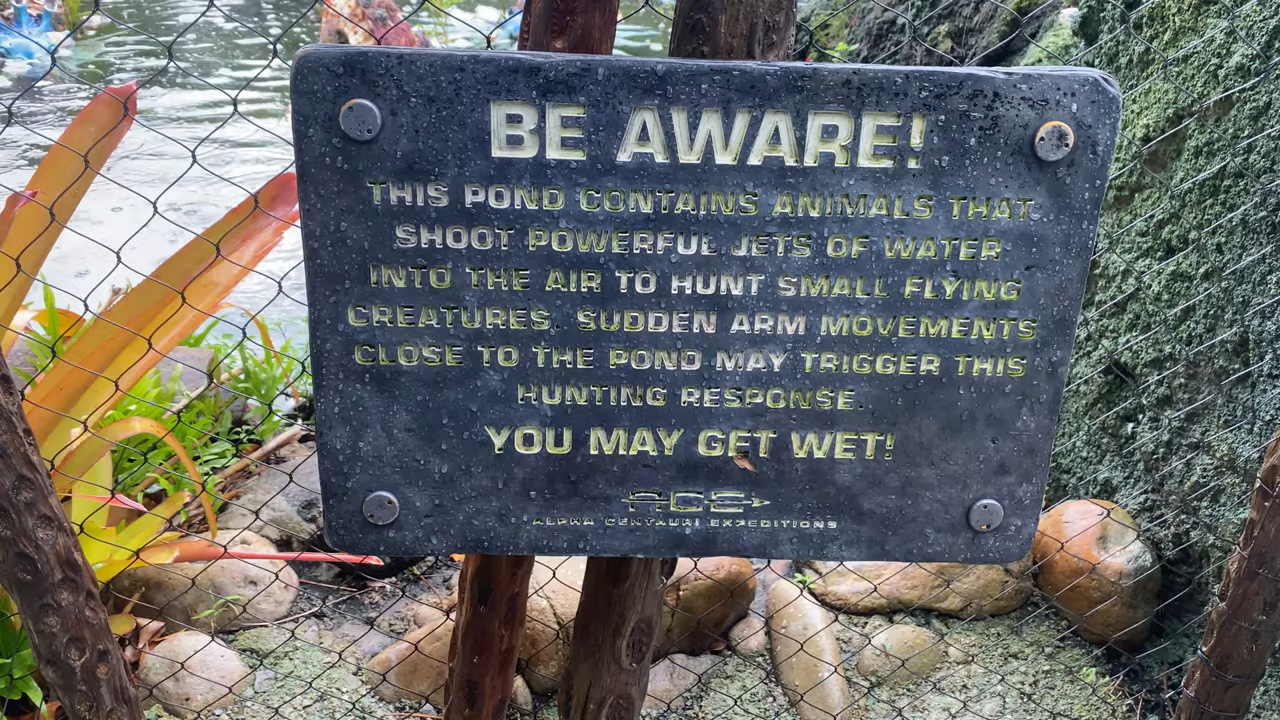 BE AWARE!
THIS POND CONTAINS ANIMALS THAT
SHOOT POWERFUL JETS OF WATER
INTO THE AIR TO HUNT SMALL FLYING
CREATURES. SUDDEN ARM MOVEMENTS
CLOSE TO THE POND MAY TRIGGER THIS
HUNTING RESPONSE.
YOU MAY GET WET!
ACE
ALPHA CENTAURI EXPEDITIONS